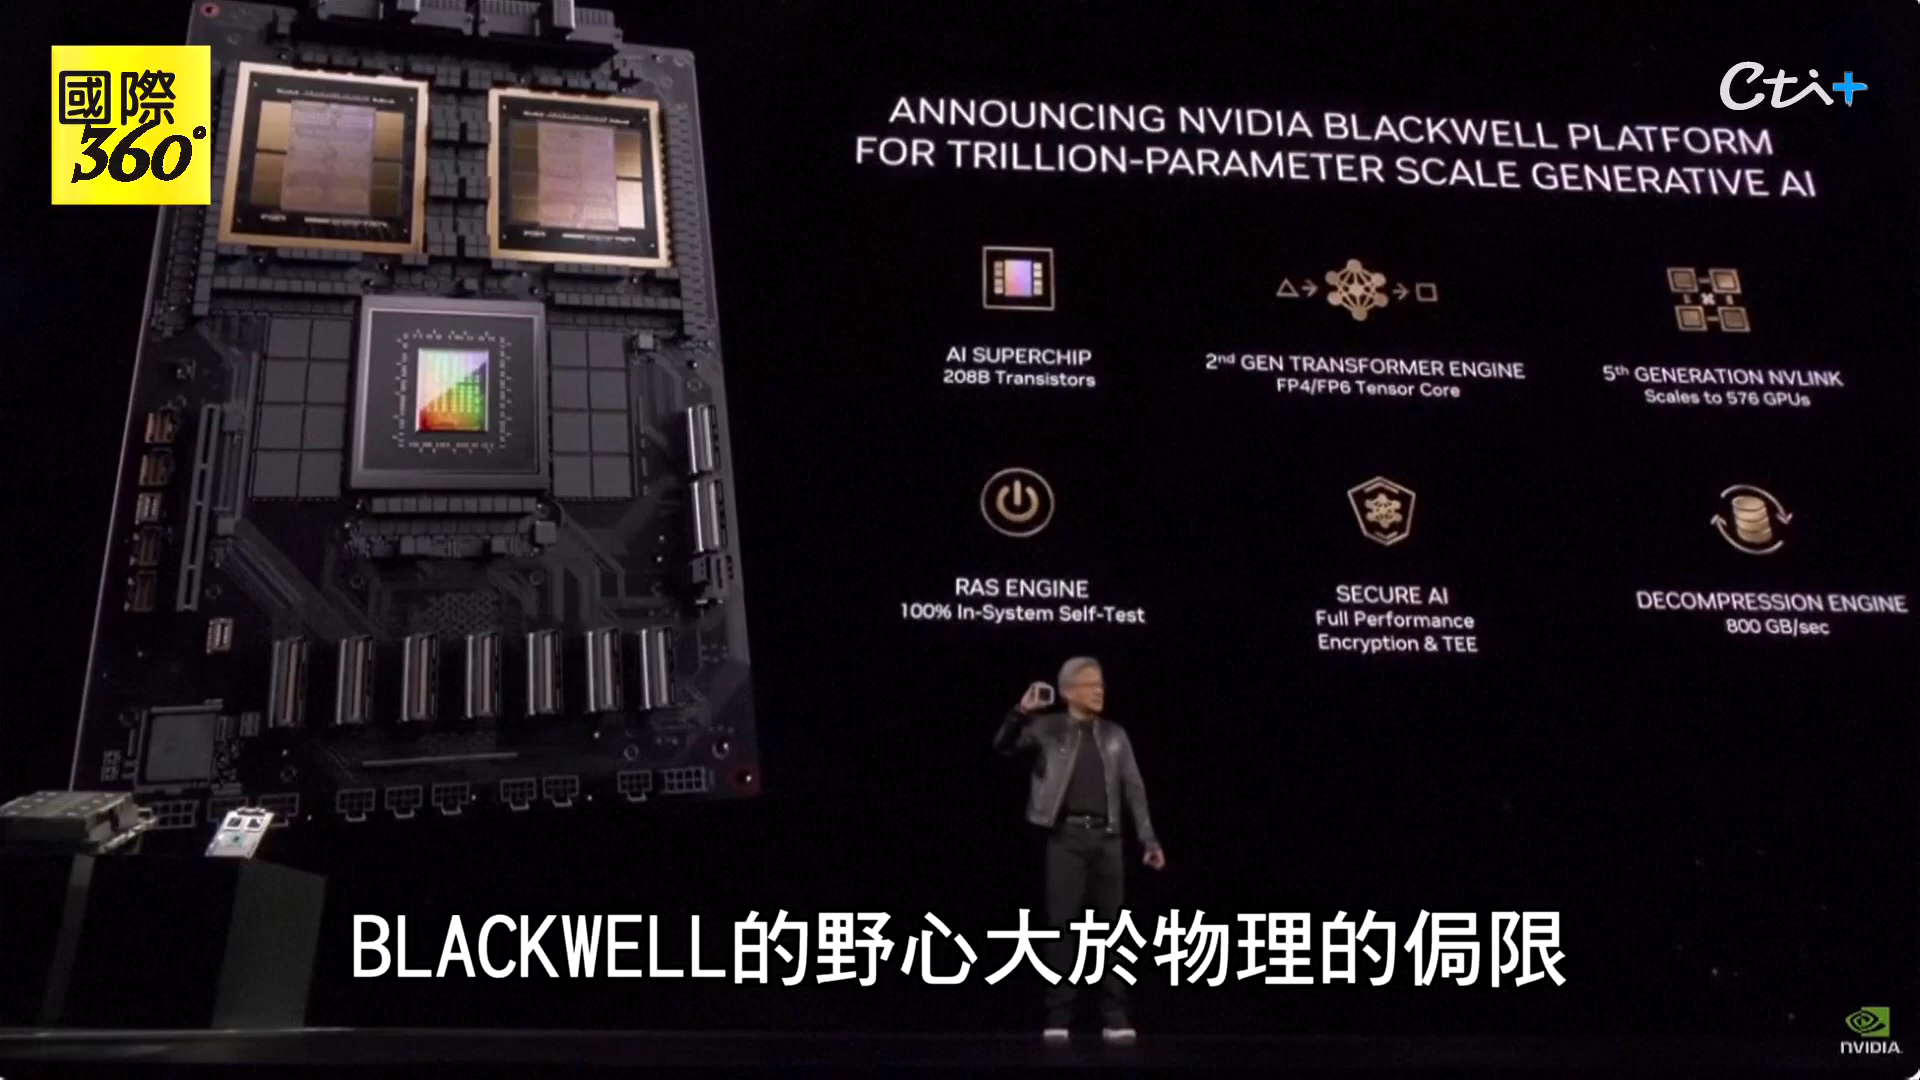 國際
360°
Cti+
ANNOUNCING NVIDIA BLACKWELL PLATFORM
FOR TRILLION-PARAMETER SCALE GENERATIVE AI
AI SUPERCHIP
208B Transistors
2nd GEN TRANSFORMER ENGINE
FP4/FP6 Tensor Core
5th GENERATION NVLINK
Scales to 576 GPUs
RAS ENGINE
100% In-System Self-Test
SECURE AI
Full Performance
Encryption & TEE
DECOMPRESSION ENGINE
800 GB/sec
BLACKWELL的野心大於物理的侷限
NVIDIA